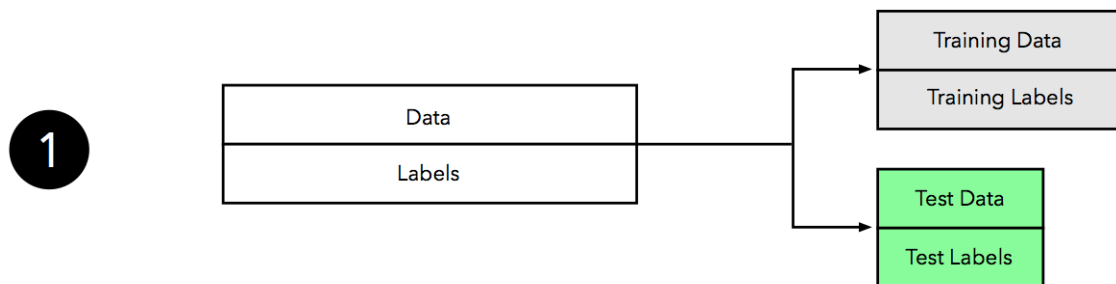 1
Data
Labels
Training Data
Training Labels
Test Data
Test Labels